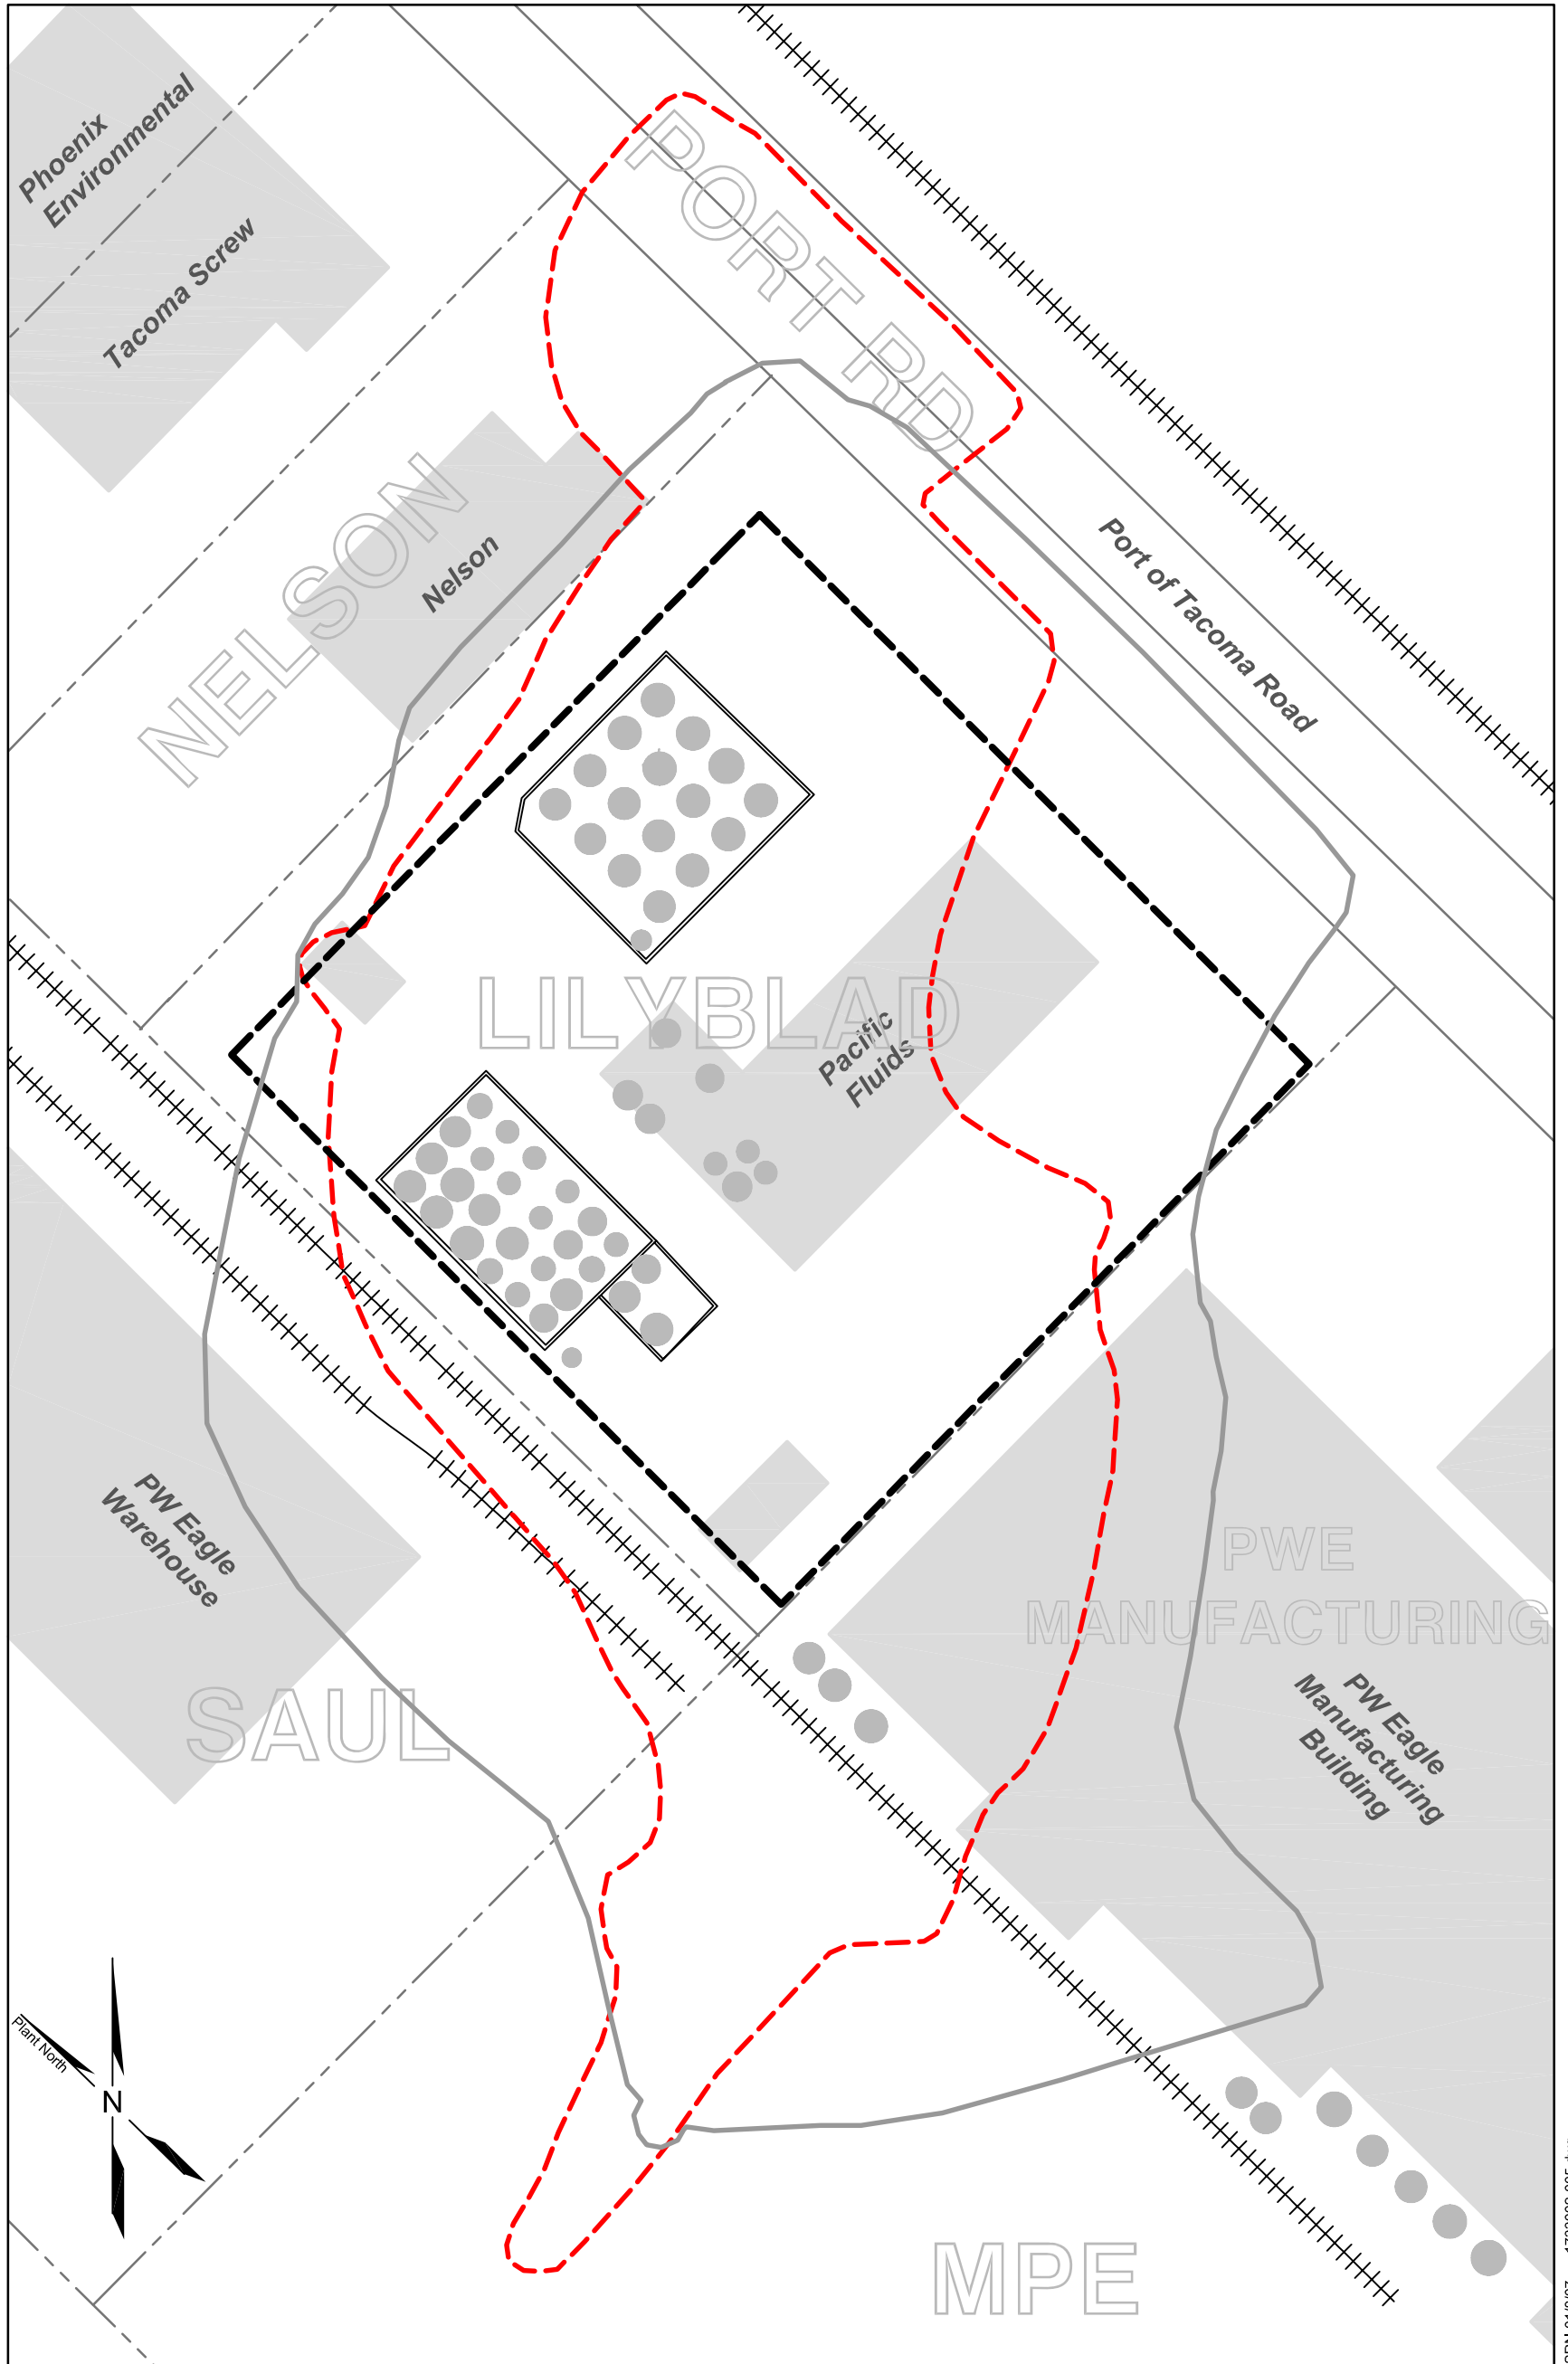 Phoenix
Environmental
Tacoma Screw
PORT RD
NELSON
Nelson
Port of Tacoma Road
LILYBLAD
Pacific
Fluids
PW Eagle
Warehouse
PWE
MANUFACTURING
SAUL
PW Eagle
Manufacturing
Building
Plant North
N
MPE